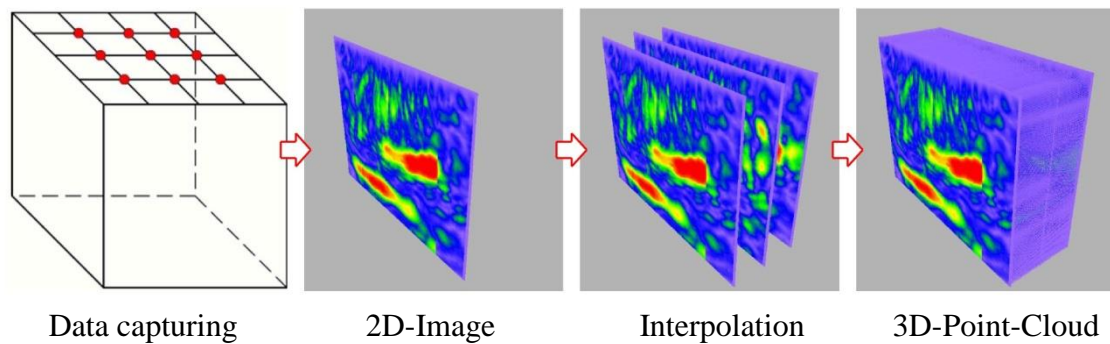 Data capturing
2D-Image
Interpolation
3D-Point-Cloud